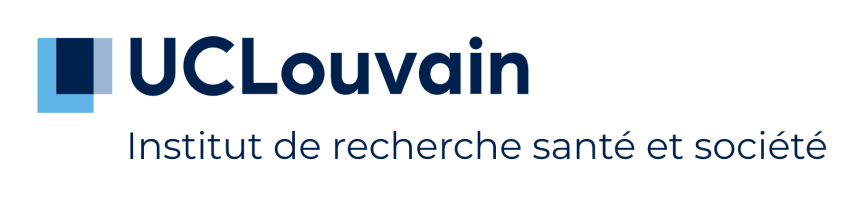 UCLouvain
Institut de recherche santé et société